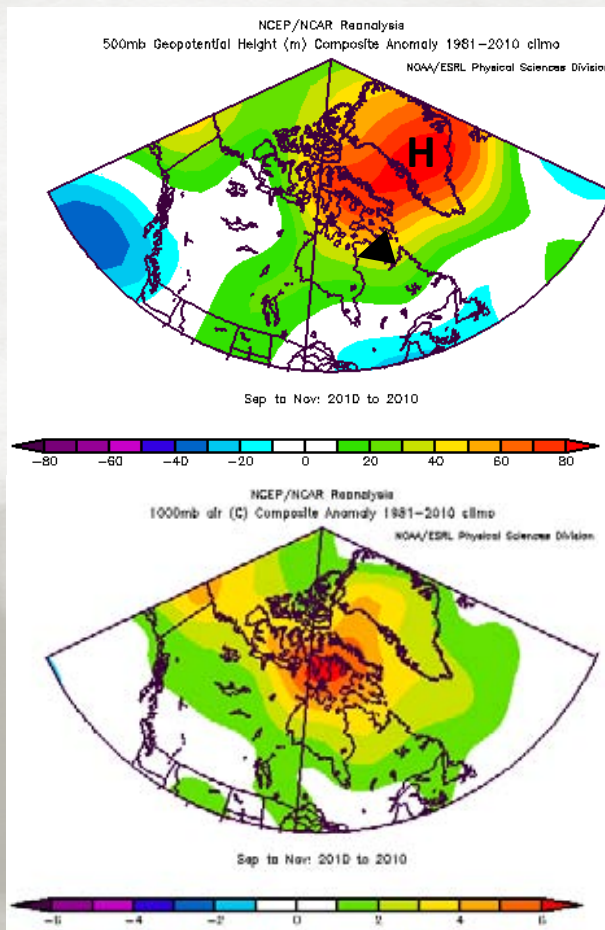 NCEP/NCAR Reanalysis
500mb Geopotential Height (m) Composite Anomaly 1981-2010 climo
NOAA/ESRL Physical Sciences Division
H
Sep to Nov: 2010 to 2010
-80 -60 -40 -20 0 20 40 60 80
NCEP/NCAR Reanalysis
1000mb air (C) Composite Anomaly 1981-2010 climo
NOAA/ESRL Physical Sciences Division
Sep to Nov: 2010 to 2010
-6 -4 -2 0 2 4 6